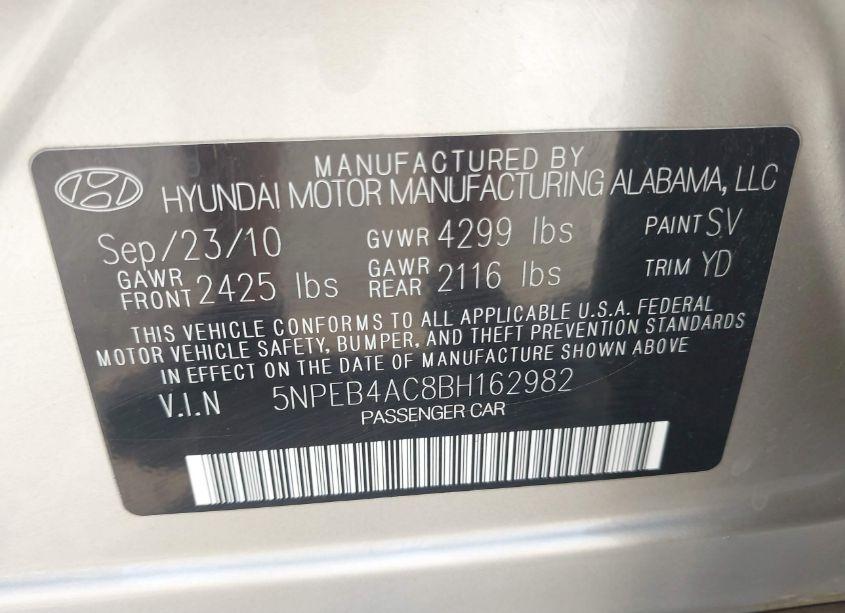 MANUFACTURED BY
HYUNDAI MOTOR MANUFACTURING ALABAMA, LLC
Sep/23/10 GVWR 4299 lbs PAINT SV
GAWR FRONT 2425 lbs GAWR REAR 2116 lbs TRIM YD
THIS VEHICLE CONFORMS TO ALL APPLICABLE U.S.A. FEDERAL
MOTOR VEHICLE SAFETY, BUMPER, AND THEFT PREVENTION STANDARDS
IN EFFECT ON THE DATE OF MANUFACTURE SHOWN ABOVE
V.I.N 5NPEB4AC8BH162982
PASSENGER CAR